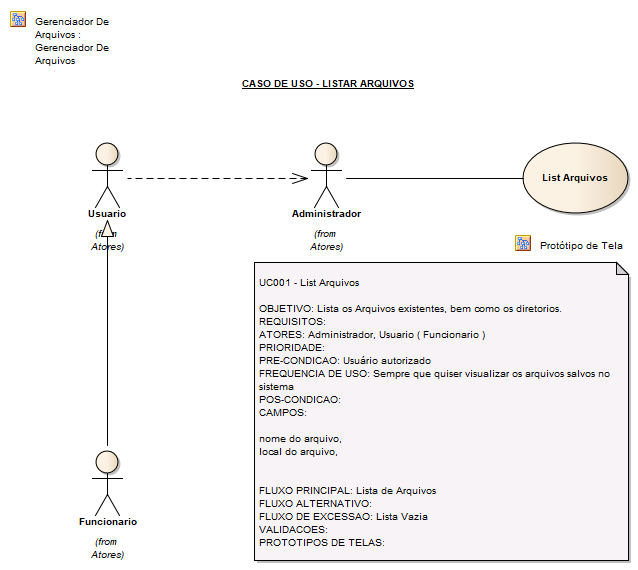 Gerenciador De
Arquivos :
Gerenciador De
Arquivos
CASO DE USO - LISTAR ARQUIVOS
Usuario
(from
Atores)
Administrador
(from
Atores)
List Arquivos
Protótipo de Tela
UC001 - List Arquivos
OBJETIVO: Lista os Arquivos existentes, bem como os diretorios.
REQUISITOS:
ATORES: Administrador, Usuario ( Funcionario )
PRIORIDADE:
PRE-CONDICAO: Usuário autorizado
FREQUENCIA DE USO: Sempre que quiser visualizar os arquivos salvos no
sistema
POS-CONDICAO:
CAMPOS:
nome do arquivo,
local do arquivo,
FLUXO PRINCIPAL: Lista de Arquivos
FLUXO ALTERNATIVO:
FLUXO DE EXCESSAO: Lista Vazia
VALIDACOES:
PROTOTIPOS DE TELAS:
Funcionario
(from
Atores)